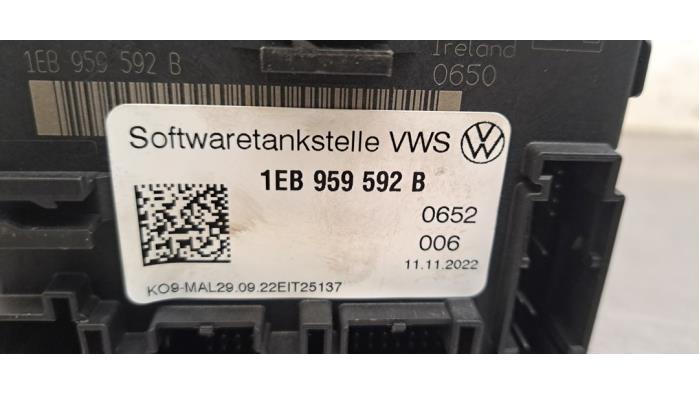 Ireland
1EB 959 592 B
0650
Softwaretankstelle VWS
1EB 959 592 B
0652
006
11.11.2022
KO9-MAL29.09.22EIT25137